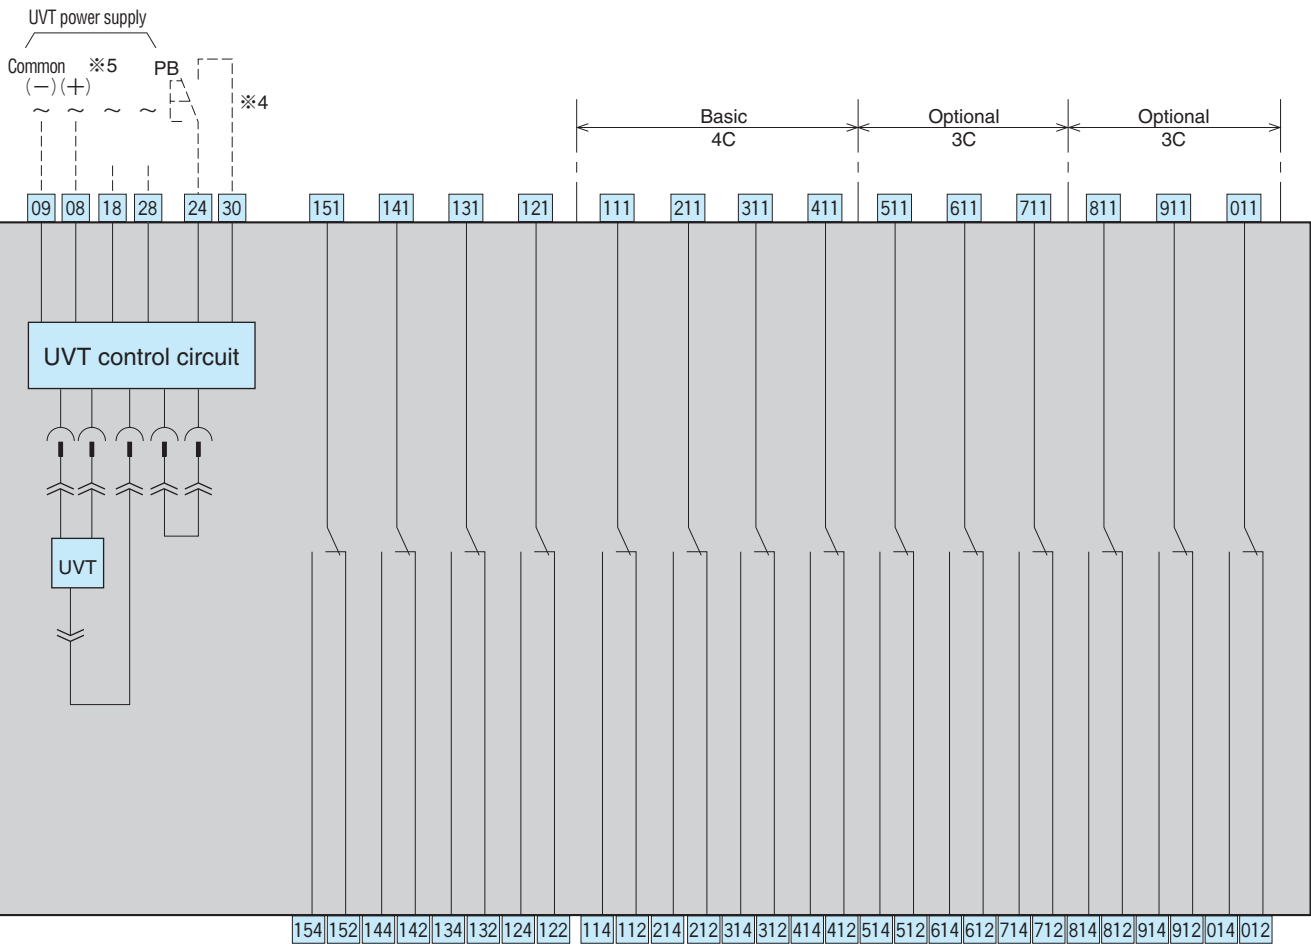 UVT power supply
Common ※5 PB
(−) (+)
~ ~ ~ ~ ※4
Basic Optional Optional
4C 3C 3C
09 08 18 28 24 30 151 141 131 121 111 211 311 411 511 611 711 811 911 011
UVT control circuit
UVT
154 152 144 142 134 132 124 122 114 112 214 212 314 312 414 412 514 512 614 612 714 712 814 812 914 912 014 012